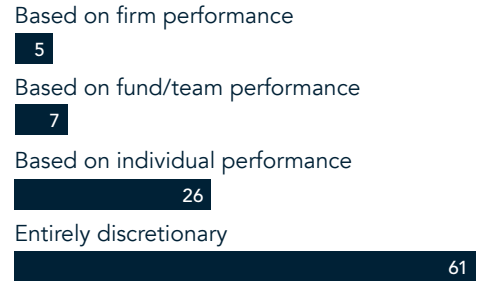 Based on firm performance
5
Based on fund/team performance
7
Based on individual performance
26
Entirely discretionary
61